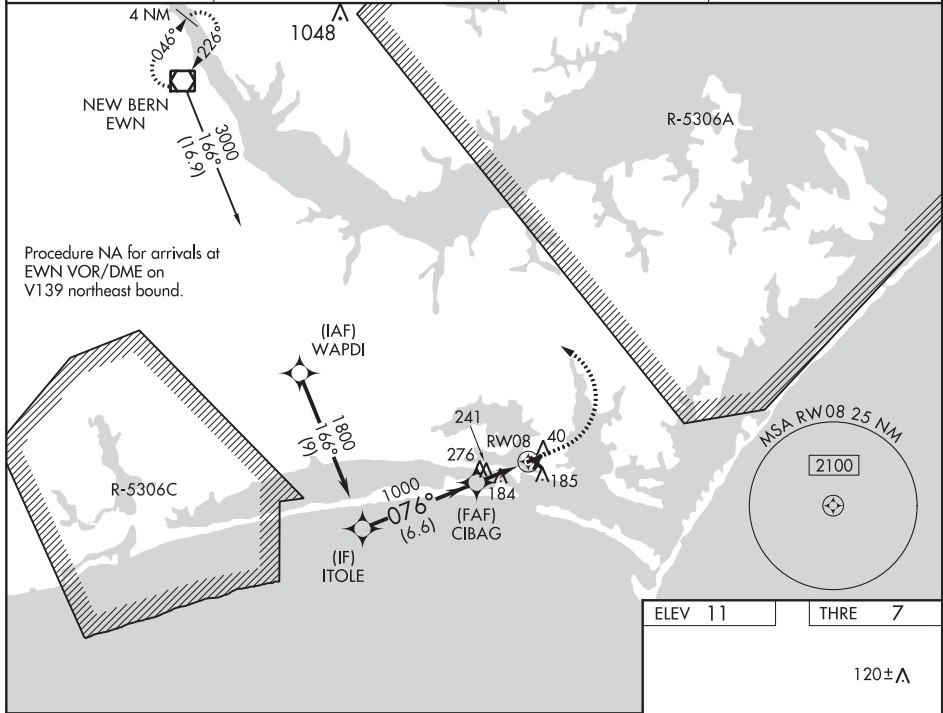 4 NM
046°
226°
1048
NEW BERN
EWN
3000
166°
(16.9)
R-5306A
Procedure NA for arrivals at
EWN VOR/DME on
V139 northeast bound.
(IAF)
WAPDI
1800
166°
(9)
R-5306C
241
276
RW08
40
185
184
1000
076°
(6.6)
(FAF)
CIBAG
(IF)
ITOLE
MSA RW08 25 NM
2100
ELEV 11
THRE 7
120±